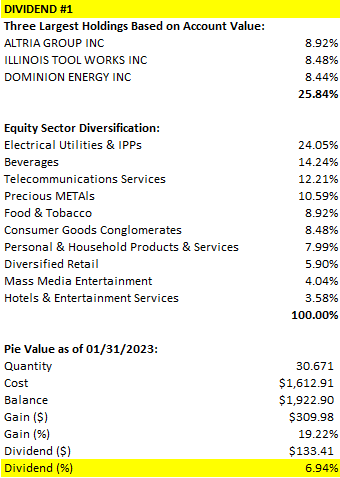 DIVIDEND #1
Three Largest Holdings Based on Account Value:
ALTRIA GROUP INC 8.92%
ILLINOIS TOOL WORKS INC 8.48%
DOMINION ENERGY INC 8.44%
25.84%
Equity Sector Diversification:
Electrical Utilities & IPPs 24.05%
Beverages 14.24%
Telecommunications Services 12.21%
Precious METAls 10.59%
Food & Tobacco 8.92%
Consumer Goods Conglomerates 8.48%
Personal & Household Products & Services 7.99%
Diversified Retail 5.90%
Mass Media Entertainment 4.04%
Hotels & Entertainment Services 3.58%
100.00%
Pie Value as of 01/31/2023:
Quantity 30.671
Cost $1,612.91
Balance $1,922.90
Gain ($) $309.98
Gain (%) 19.22%
Dividend ($) $133.41
Dividend (%) 6.94%